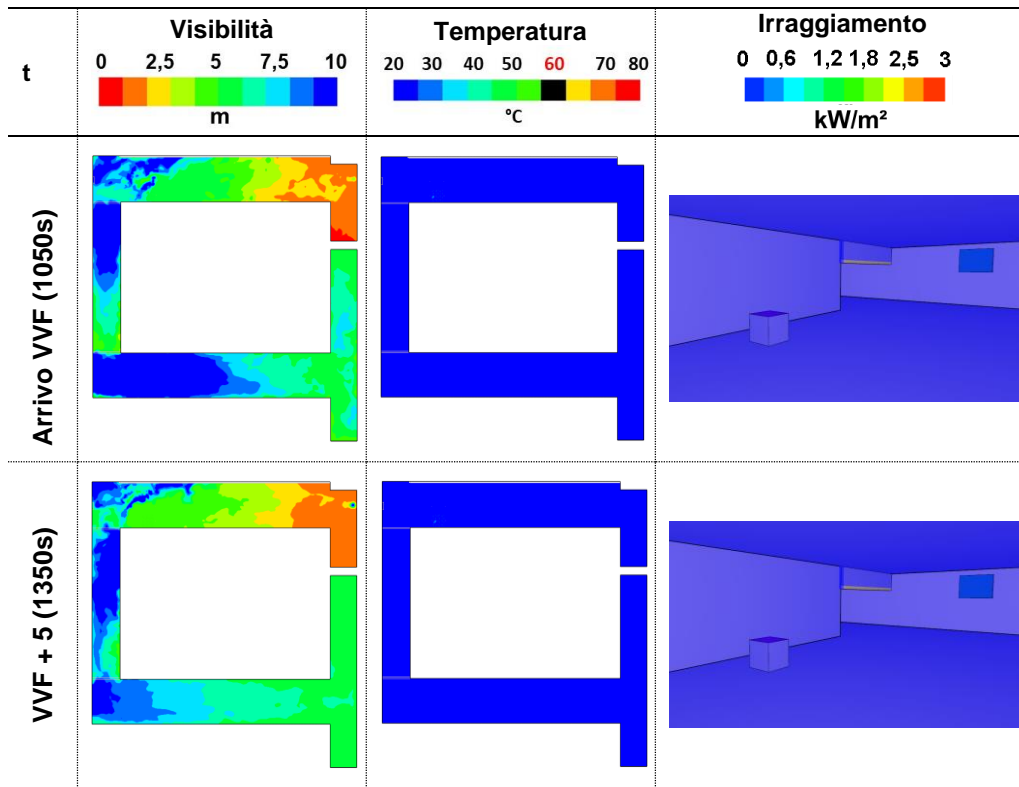 t
Visibilità
0 2,5 5 7,5 10
m
Temperatura
20 30 40 50 60 70 80
°C
Irraggiamento
0 0,6 1,2 1,8 2,5 3
kW/m²
Arrivo VVF (1050s)
VVF + 5 (1350s)